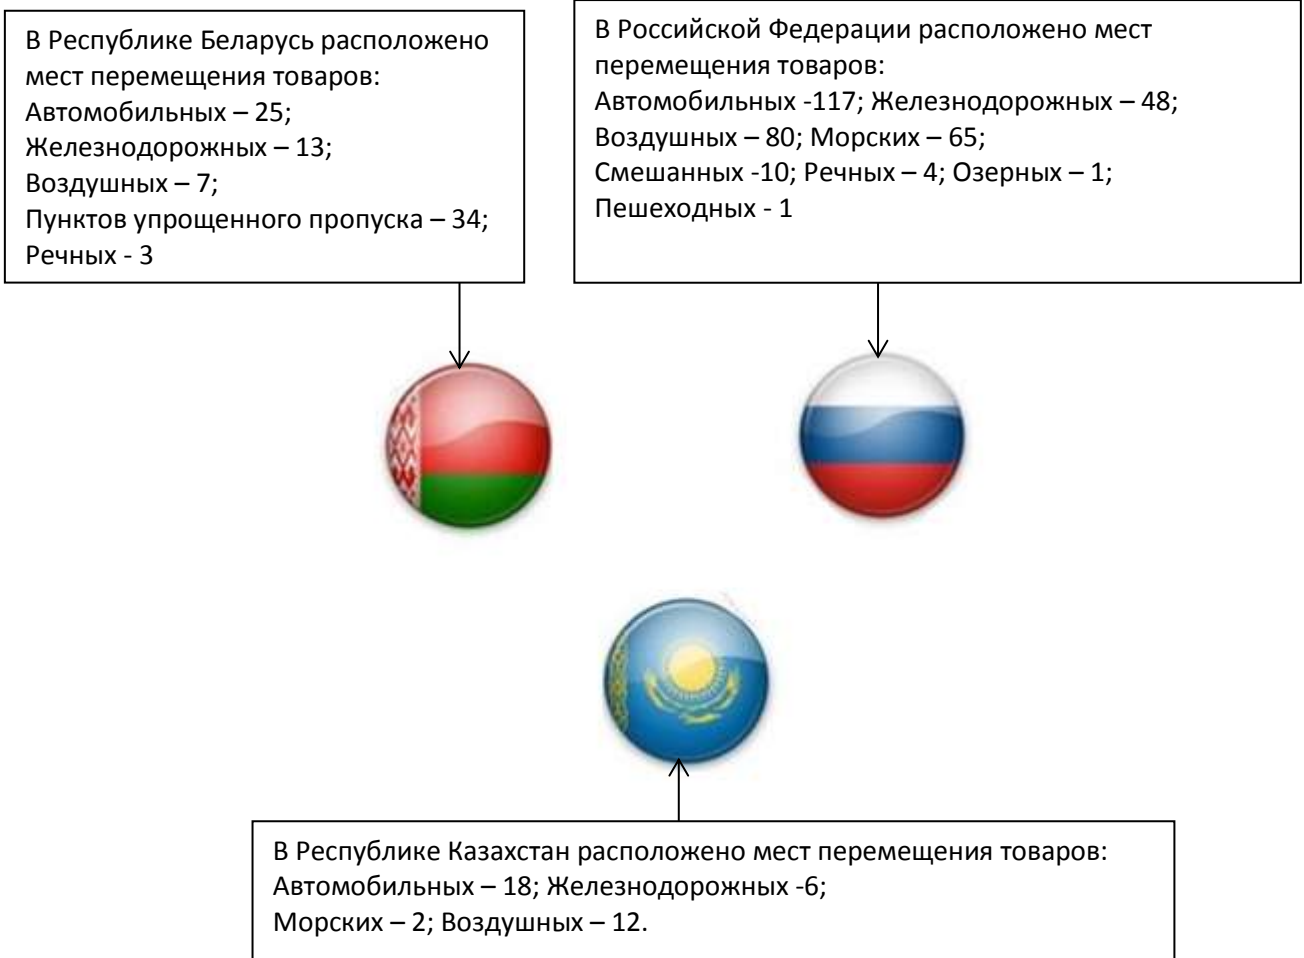 В Республике Беларусь расположено
мест перемещения товаров:
Автомобильных – 25;
Железнодорожных – 13;
Воздушных – 7;
Пунктов упрощенного пропуска – 34;
Речных - 3
В Российской Федерации расположено мест
перемещения товаров:
Автомобильных -117; Железнодорожных – 48;
Воздушных – 80; Морских – 65;
Смешанных -10; Речных – 4; Озерных – 1;
Пешеходных - 1
В Республике Казахстан расположено мест перемещения товаров:
Автомобильных – 18; Железнодорожных -6;
Морских – 2; Воздушных – 12.